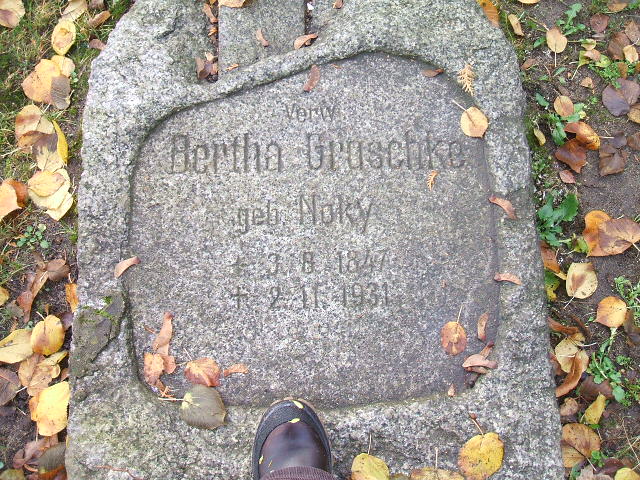 Verw.
Bertha Gruschke
geb. Noky
* 3. 8. 1847
† 2. 11. 1931